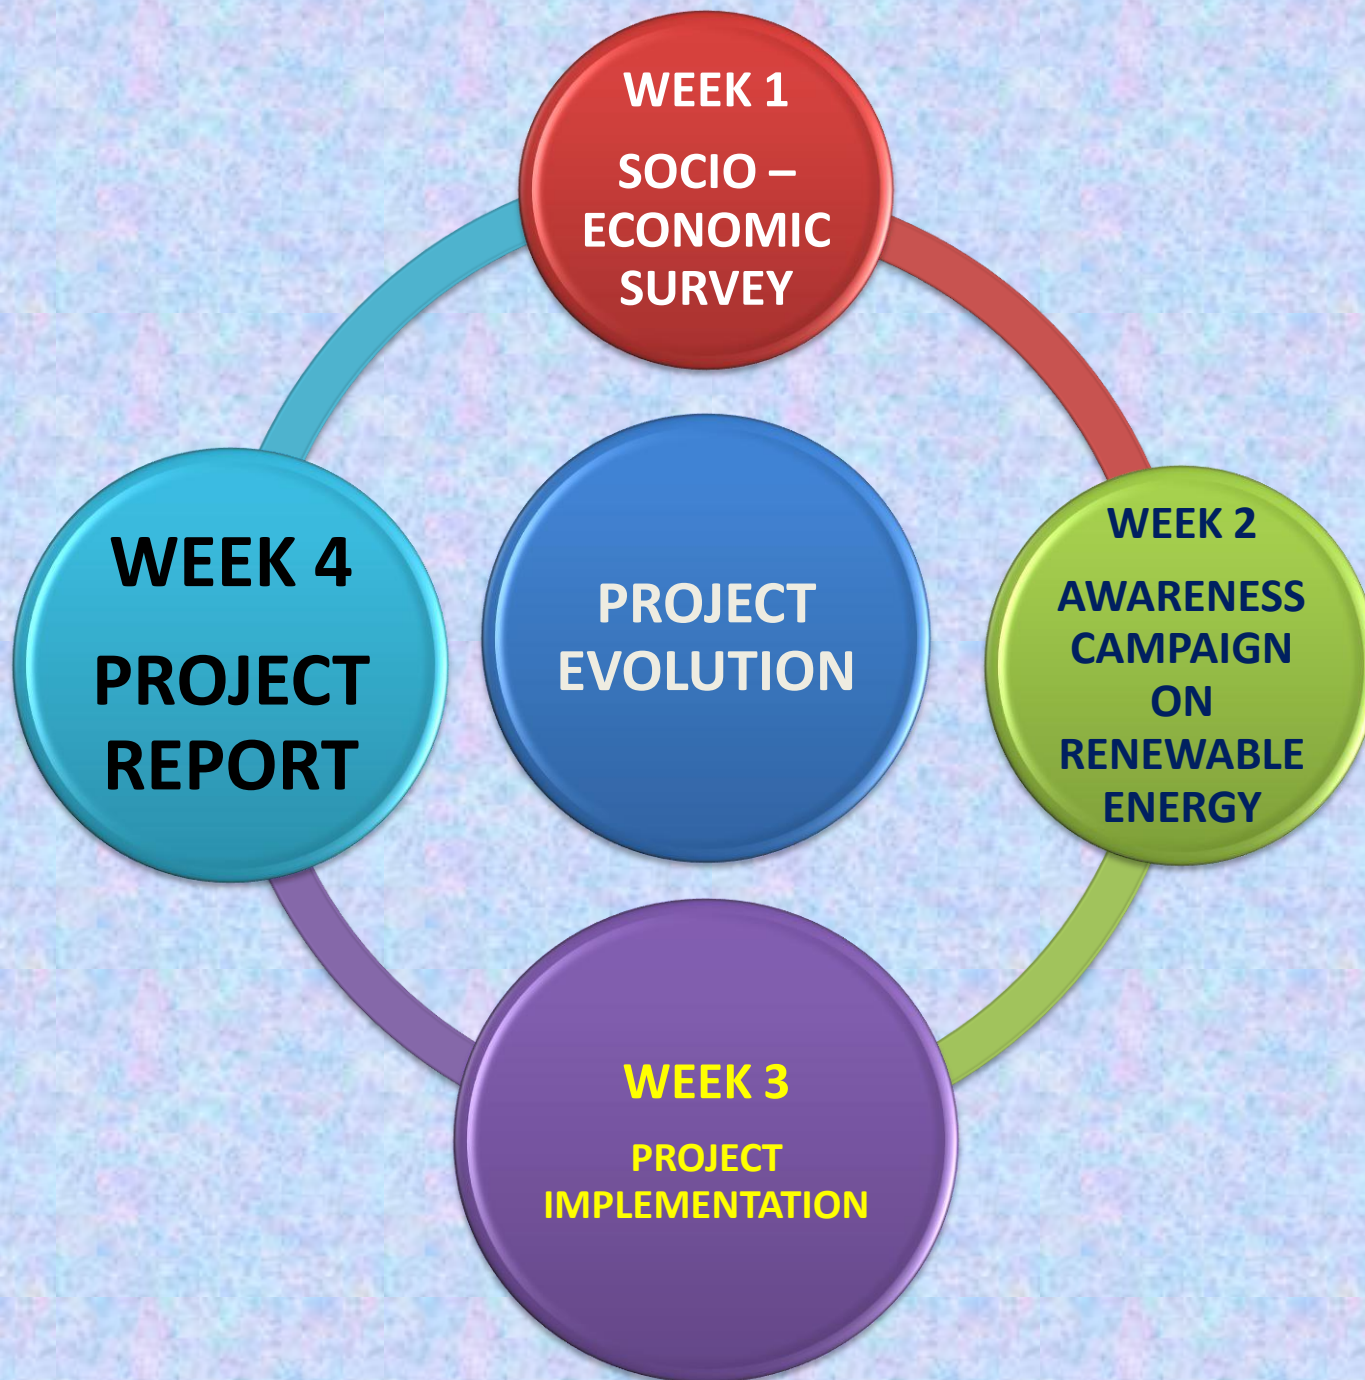 WEEK 1
SOCIO –
ECONOMIC
SURVEY
WEEK 2
AWARENESS
CAMPAIGN
ON
RENEWABLE
ENERGY
WEEK 3
PROJECT
IMPLEMENTATION
WEEK 4
PROJECT
REPORT
PROJECT
EVOLUTION